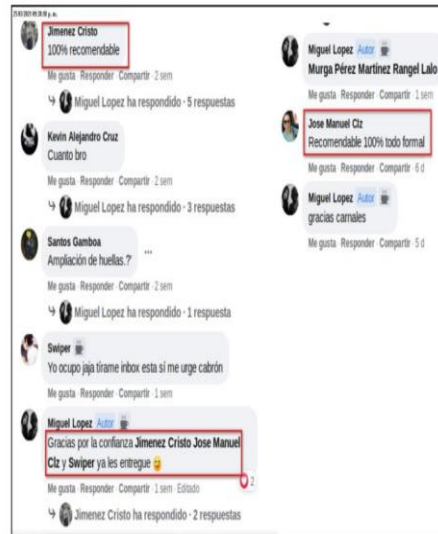 Jimenez Cristo
100% recomendable
Me gusta · Responder · Compartir · 2 sem
Miguel Lopez ha respondido · 5 respuestas
Kevin Alejandro Cruz
Cuanto bro
Me gusta · Responder · Compartir · 2 sem
Miguel Lopez ha respondido · 3 respuestas
Santos Gamboa
Ampliación de huellas.?'
Me gusta · Responder · Compartir · 2 sem
Miguel Lopez ha respondido · 1 respuesta
Swiper
Yo ocupo jaja tírame inbox esta sí me urge cabrón
Me gusta · Responder · Compartir · 1 sem
Miguel Lopez Autor
Gracias por la confianza Jimenez Cristo Jose Manuel
Clz y Swiper ya les entregue 😊
2
Me gusta · Responder · Compartir · 1 sem · Editado
Jimenez Cristo ha respondido · 2 respuestas
Miguel Lopez Autor
Murga Pérez Martinez Rangel Lalo
Me gusta · Responder · Compartir · 1 sem
Jose Manuel Clz
Recomendable 100% todo formal
Me gusta · Responder · Compartir · 6 d
Miguel Lopez Autor
gracias carnales
Me gusta · Responder · Compartir · 5 d